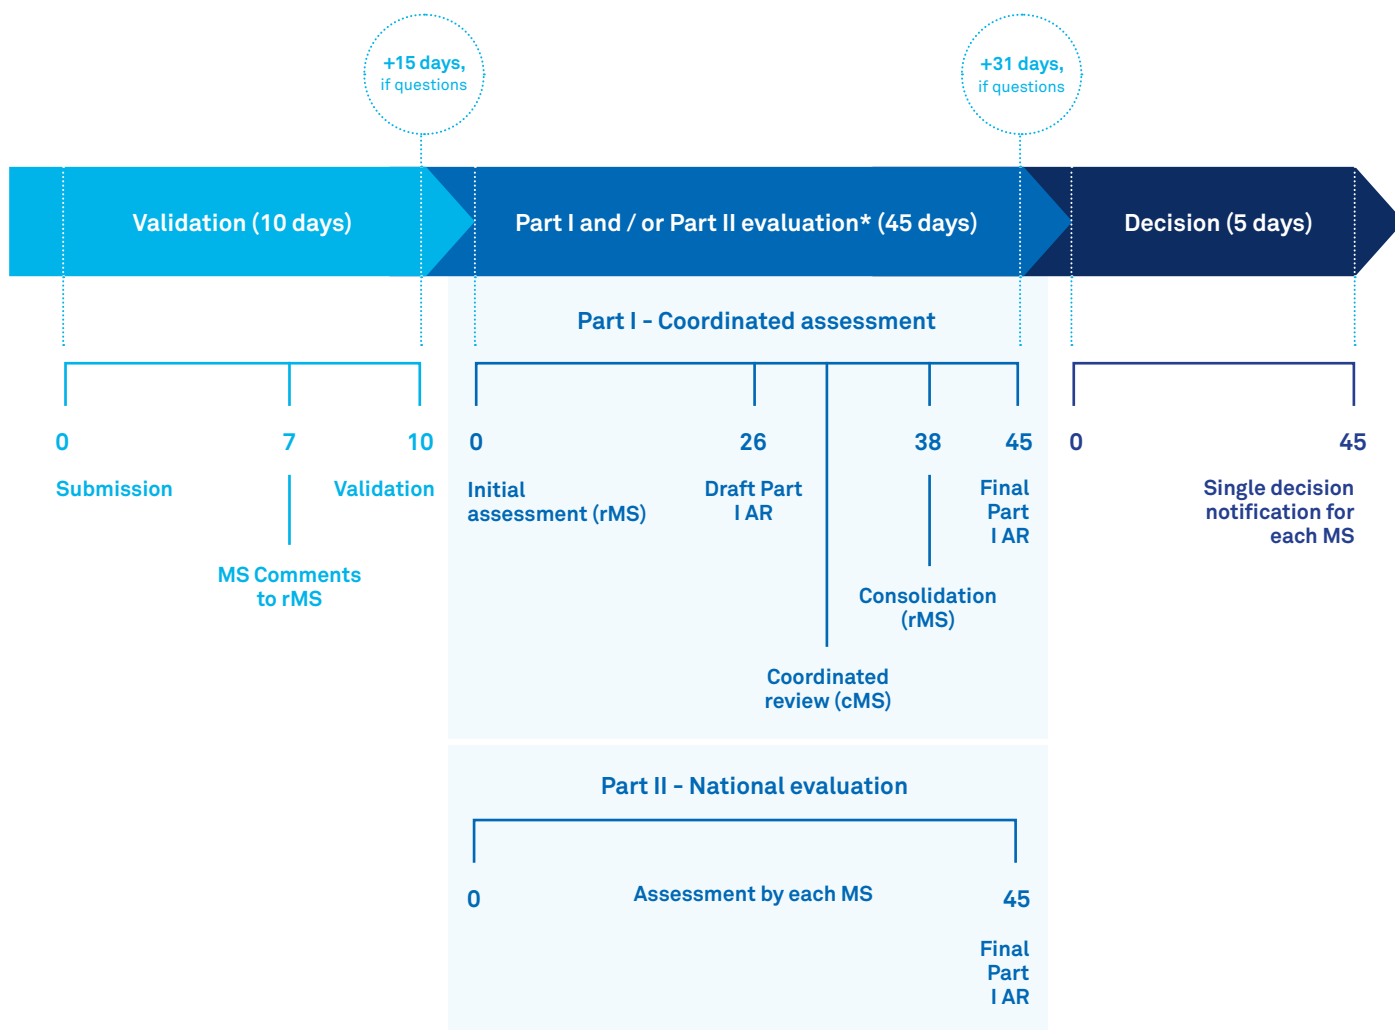 +15 days,
if questions
+31 days,
if questions
Validation (10 days)
Part I and / or Part II evaluation* (45 days)
Decision (5 days)
Part I - Coordinated assessment
0
7
10
0
26
38
45
0
45
Submission
Validation
MS Comments
to rMS
Initial
assessment (rMS)
Draft Part
I AR
Final
Part
I AR
Consolidation
(rMS)
Coordinated
review (cMS)
Single decision
notification for
each MS
Part II - National evaluation
0
Assessment by each MS
45
Final
Part
I AR